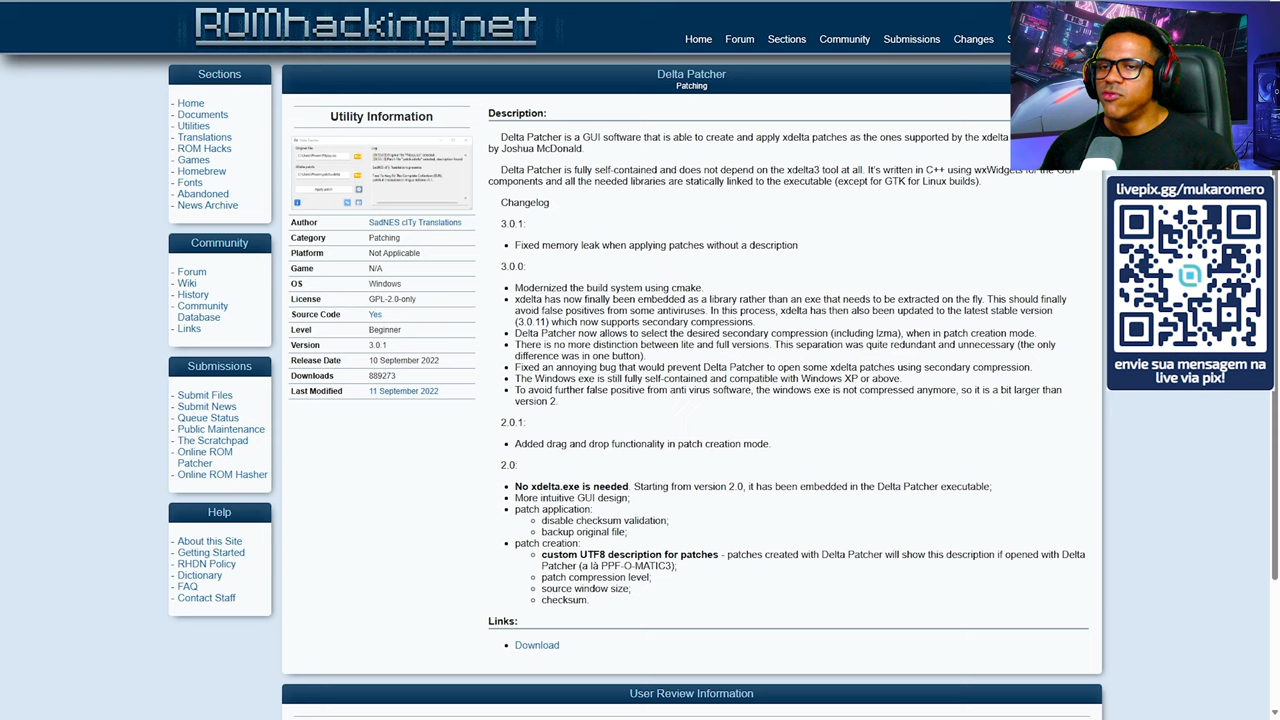 ROMhacking.net
Home Forum Sections Community Submissions Changes
Sections
- Home
- Documents
- Utilities
- Translations
- ROM Hacks
- Games
- Homebrew
- Fonts
- Abandoned
- News Archive
Community
- Forum
- Wiki
- History
- Community
Database
- Links
Submissions
- Submit Files
- Submit News
- Queue Status
- Public Maintenance
- The Scratchpad
- Online ROM
Patcher
- Online ROM Hasher
Help
- About this Site
- Getting Started
- RHDN Policy
- Dictionary
- FAQ
- Contact Staff
Delta Patcher
Patching
Utility Information
Author SadNES cITy Translations
Category Patching
Platform Not Applicable
Game N/A
OS Windows
License GPL-2.0-only
Source Code Yes
Level Beginner
Version 3.0.1
Release Date 10 September 2022
Downloads 889273
Last Modified 11 September 2022
Description:
Delta Patcher is a GUI software that is able to create and apply xdelta patches as the ones supported by the xdelta
by Joshua McDonald.
Delta Patcher is fully self-contained and does not depend on the xdelta3 tool at all. It's written in C++ using wxWidgets for the GUI
components and all the needed libraries are statically linked to the executable (except for GTK for Linux builds).
Changelog
3.0.1:
• Fixed memory leak when applying patches without a description
3.0.0:
• Modernized the build system using cmake.
• xdelta has now finally been embedded as a library rather than an exe that needs to be extracted on the fly. This should finally
avoid false positives from some antiviruses. In this process, xdelta has then also been updated to the latest stable version
(3.0.11) which now supports secondary compressions.
• Delta Patcher now allows to select the desired secondary compression (including lzma), when in patch creation mode.
• There is no more distinction between lite and full versions. This separation was quite redundant and unnecessary (the only
difference was in one button).
• Fixed an annoying bug that would prevent Delta Patcher to open some xdelta patches using secondary compression.
• The Windows exe is still fully self-contained and compatible with Windows XP or above.
• To avoid further false positive from anti virus software, the windows exe is not compressed anymore, so it is a bit larger than
version 2.
2.0.1:
• Added drag and drop functionality in patch creation mode.
2.0:
• No xdelta.exe is needed. Starting from version 2.0, it has been embedded in the Delta Patcher executable;
• More intuitive GUI design;
• patch application:
◦ disable checksum validation;
◦ backup original file;
• patch creation:
◦ custom UTF8 description for patches - patches created with Delta Patcher will show this description if opened with Delta
Patcher (a là PPF-O-MATIC3);
◦ patch compression level;
◦ source window size;
◦ checksum.
Links:
• Download
User Review Information
livepix.gg/mukaromero
envie sua mensagem na
live via pix!